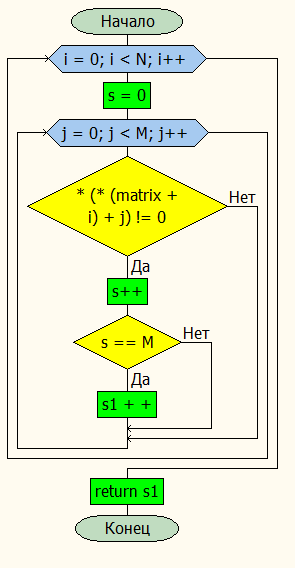 Начало
i = 0; i < N; i++
s = 0
j = 0; j < M; j++
* (* (matrix +
i) + j) != 0
Нет
Да
s++
s == M
Нет
Да
s1 + +
return s1
Конец